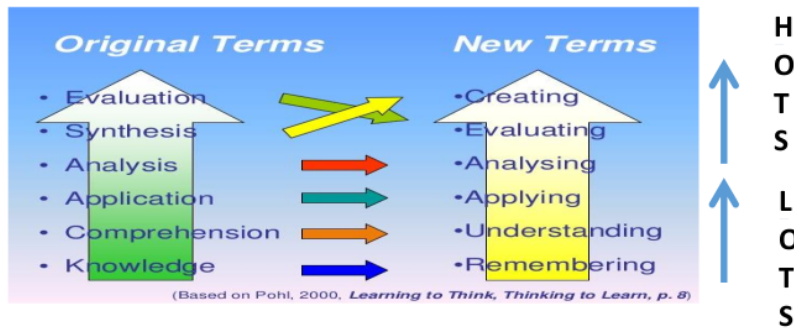 Original Terms
New Terms
• Evaluation
• Synthesis
• Analysis
• Application
• Comprehension
• Knowledge
•Creating
•Evaluating
•Analysing
•Applying
•Understanding
•Remembering
(Based on Pohl, 2000, Learning to Think, Thinking to Learn, p. 8)
H
O
T
S
L
O
T
S